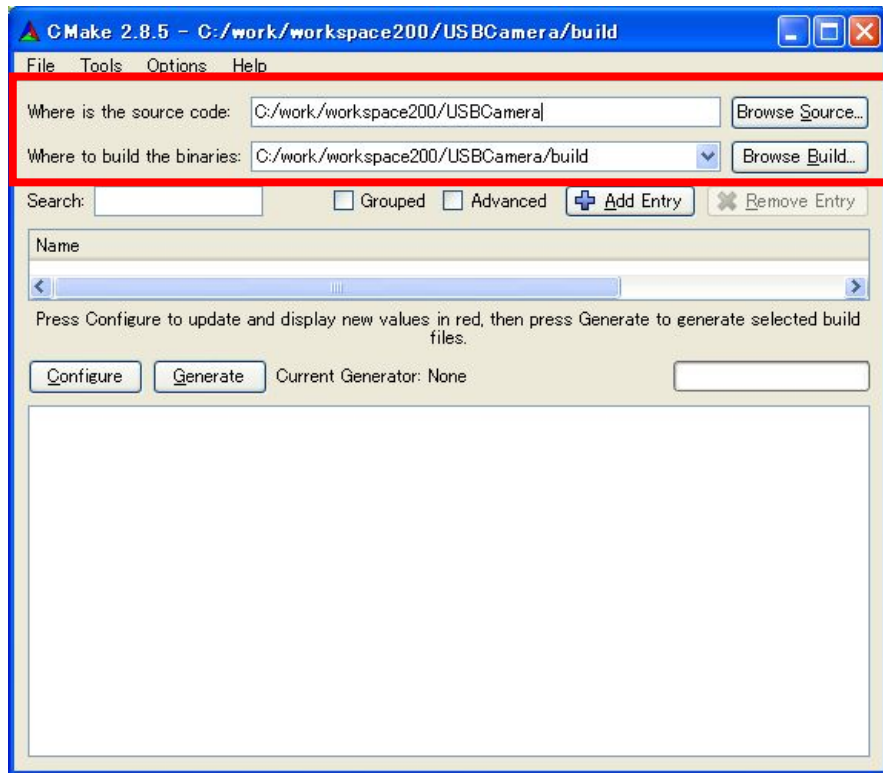 CMake 2.8.5 - C:/work/workspace200/USBCamera/build
File Tools Options Help
Where is the source code: C:/work/workspace200/USBCamera Browse Source...
Where to build the binaries: C:/work/workspace200/USBCamera/build Browse Build...
Search: Grouped Advanced Add Entry Remove Entry
Name
Press Configure to update and display new values in red, then press Generate to generate selected build
files.
Configure Generate Current Generator: None